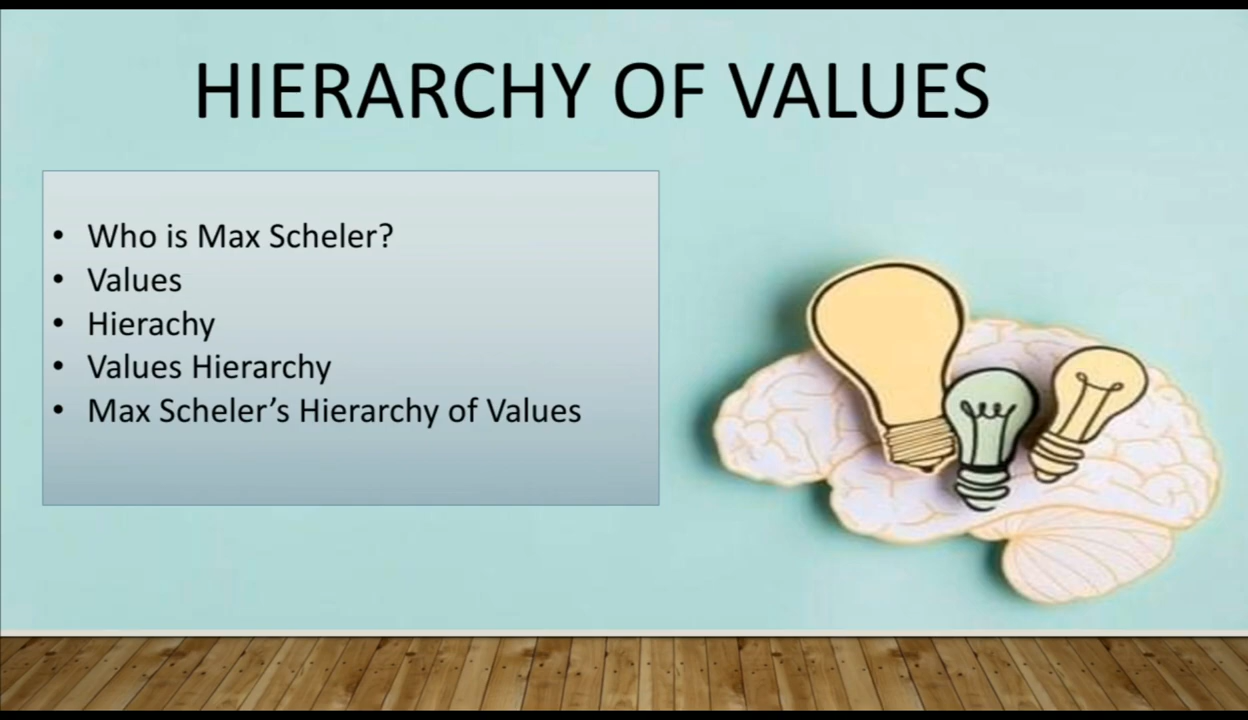 HIERARCHY OF VALUES
• Who is Max Scheler?
• Values
• Hierachy
• Values Hierarchy
• Max Scheler’s Hierarchy of Values